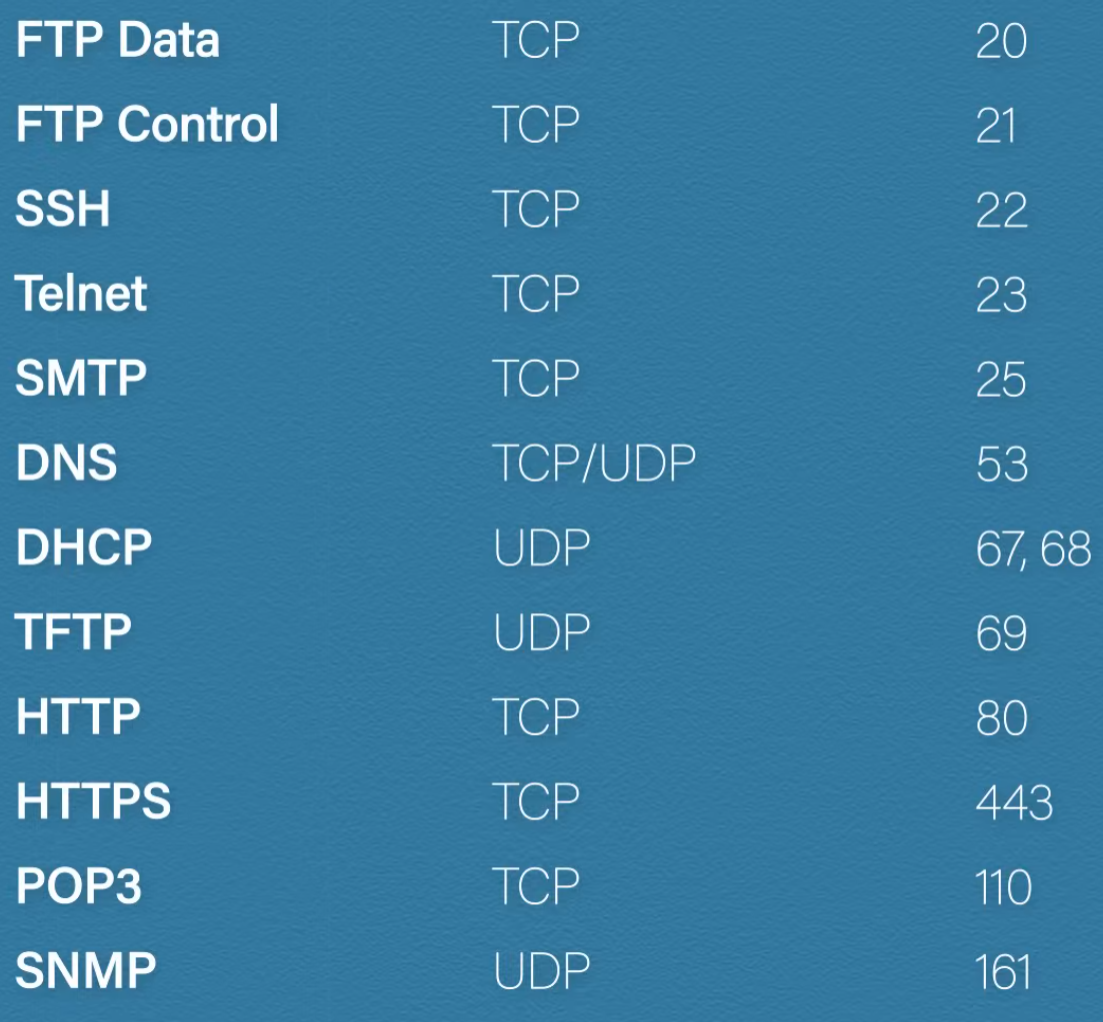 FTP Data TCP 20
FTP Control TCP 21
SSH TCP 22
Telnet TCP 23
SMTP TCP 25
DNS TCP/UDP 53
DHCP UDP 67, 68
TFTP UDP 69
HTTP TCP 80
HTTPS TCP 443
POP3 TCP 110
SNMP UDP 161